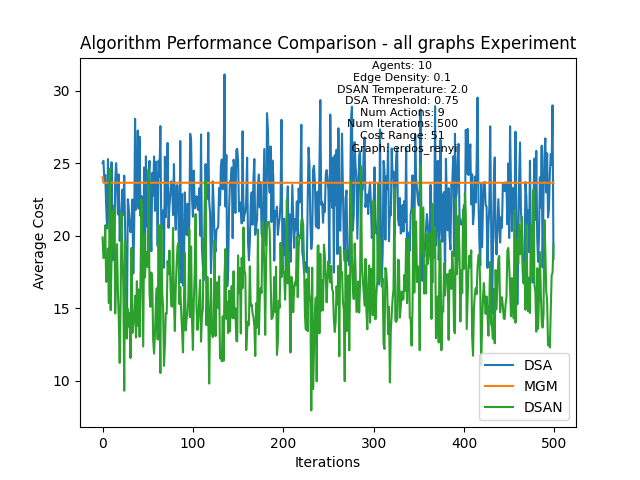 Algorithm Performance Comparison - all graphs Experiment
Agents: 10
Edge Density: 0.1
DSAN Temperature: 2.0
DSA Threshold: 0.75
Num Actions: 9
Num Iterations: 500
Cost Range: 51
Graph: erdos_renyi
Average Cost
30
25
20
15
10
0
100
200
300
400
500
Iterations
DSA
MGM
DSAN